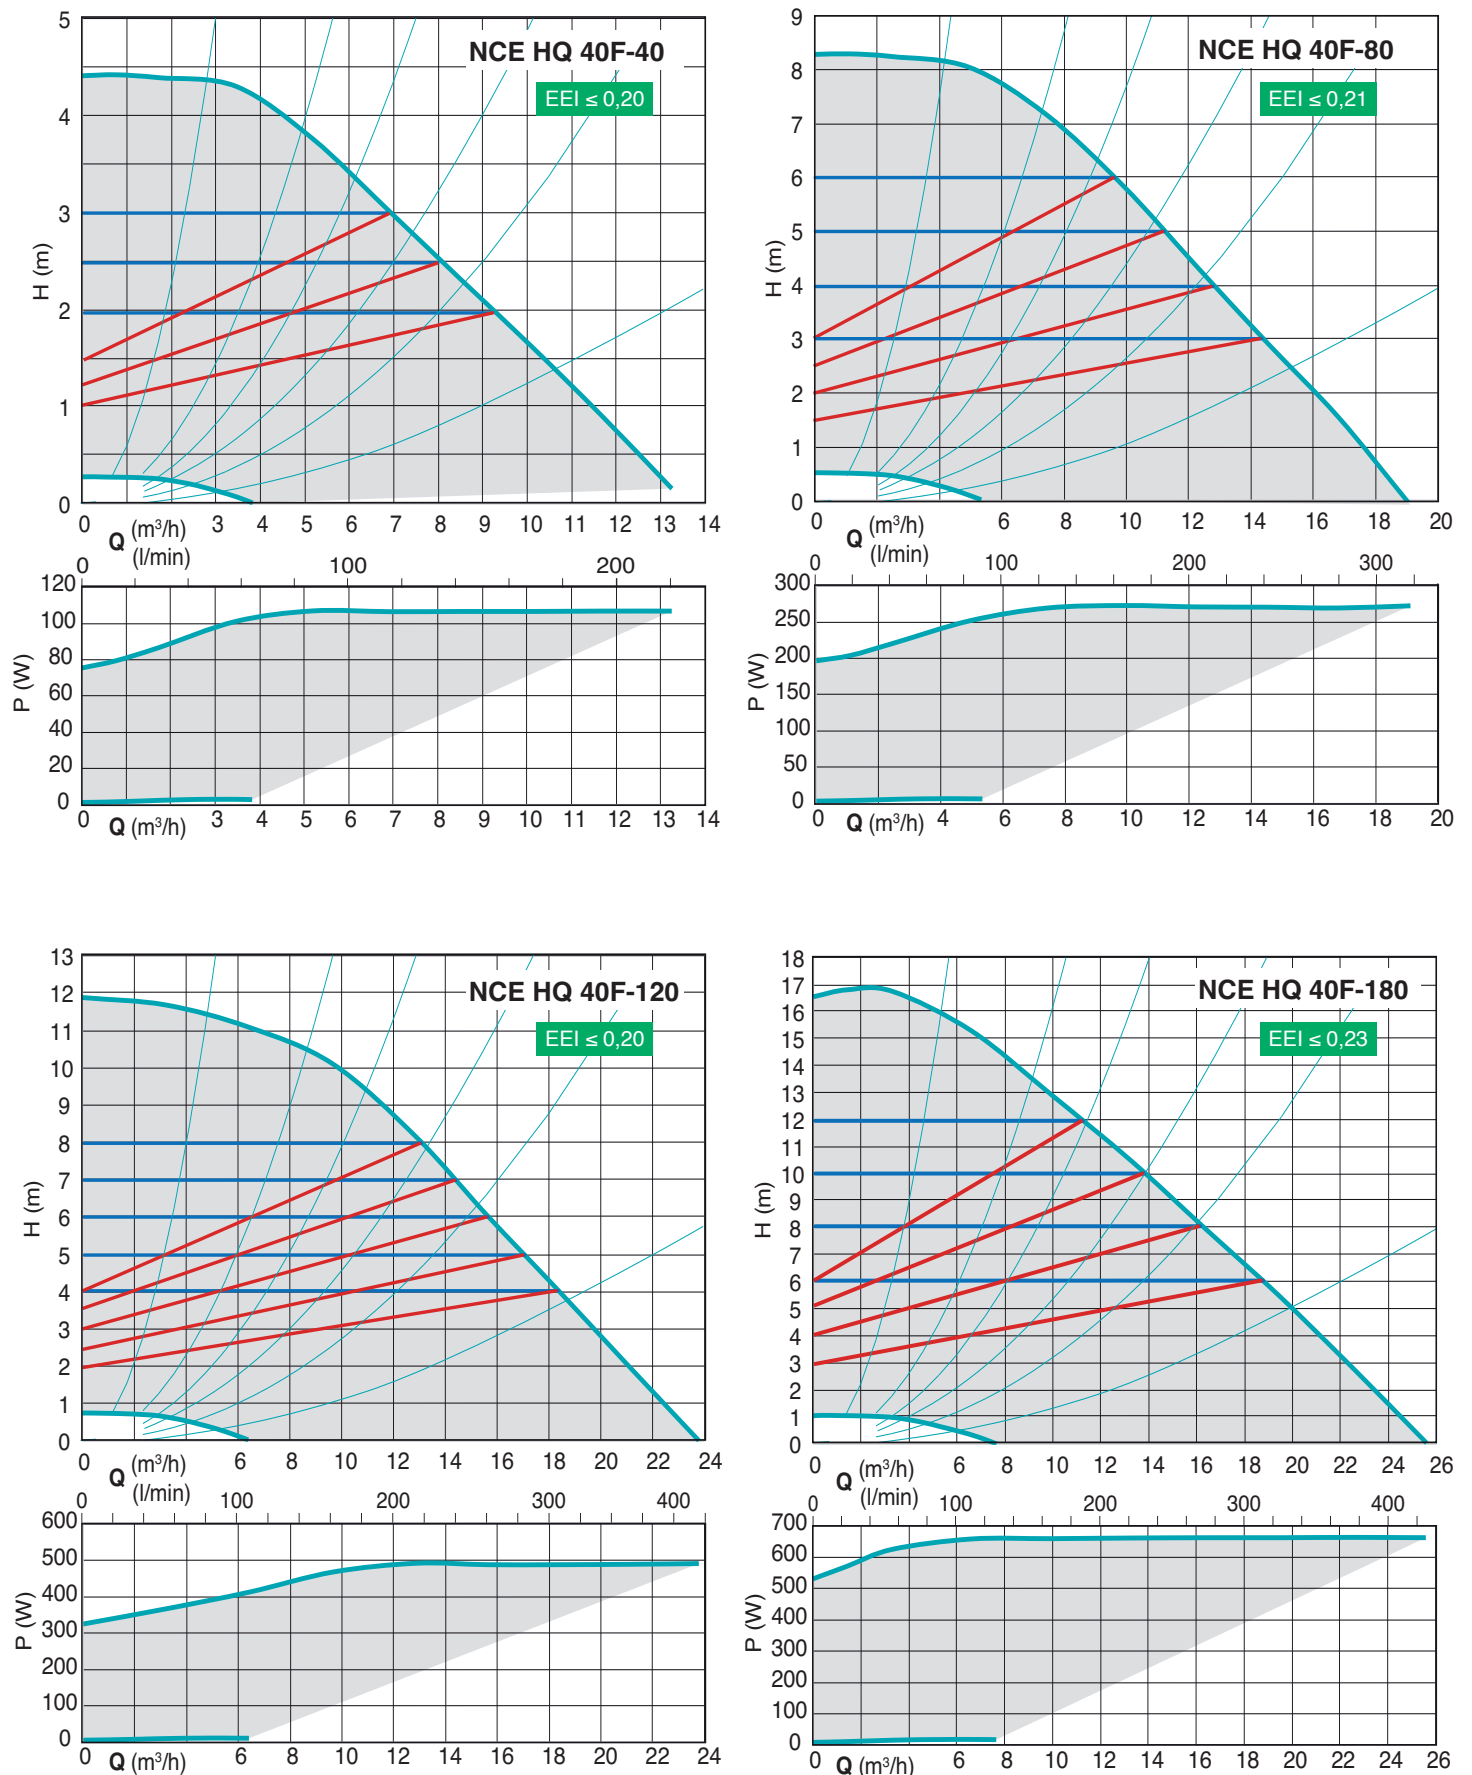 NCE HQ 40F-40
EEI ≤ 0,20
H (m)
5
4
3
2
1
0
0 3 4 5 6 7 8 9 10 11 12 13 14
Q (m³/h)
(l/min)
0 100 200
P (W)
120
100
80
60
40
20
0
0 3 4 5 6 7 8 9 10 11 12 13 14
Q (m³/h)
NCE HQ 40F-80
EEI ≤ 0,21
H (m)
9
8
7
6
5
4
3
2
1
0
0 6 8 10 12 14 16 18 20
Q (m³/h)
(l/min)
0 100 200 300
P (W)
300
250
200
150
100
50
0
0 4 6 8 10 12 14 16 18 20
Q (m³/h)
NCE HQ 40F-120
EEI ≤ 0,20
H (m)
13
12
11
10
9
8
7
6
5
4
3
2
1
0
0 6 8 10 12 14 16 18 20 22 24
Q (m³/h)
(l/min)
0 100 200 300 400
P (W)
600
500
400
300
200
100
0
0 6 8 10 12 14 16 18 20 22 24
Q (m³/h)
NCE HQ 40F-180
EEI ≤ 0,23
H (m)
18
17
16
15
14
13
12
11
10
9
8
7
6
5
4
3
2
1
0
0 6 8 10 12 14 16 18 20 22 24 26
Q (m³/h)
(l/min)
0 100 200 300 400
P (W)
700
600
500
400
300
200
100
0
0 6 8 10 12 14 16 18 20 22 24 26
Q (m³/h)